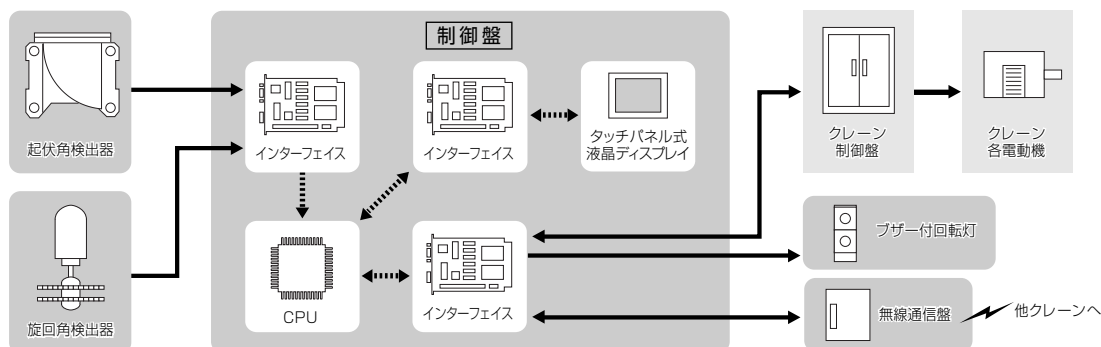 制御盤
起伏角検出器
旋回角検出器
インターフェイス
インターフェイス
タッチパネル式
液晶ディスプレイ
CPU
インターフェイス
クレーン
制御盤
クレーン
各電動機
ブザー付回転灯
無線通信盤
他クレーンへ